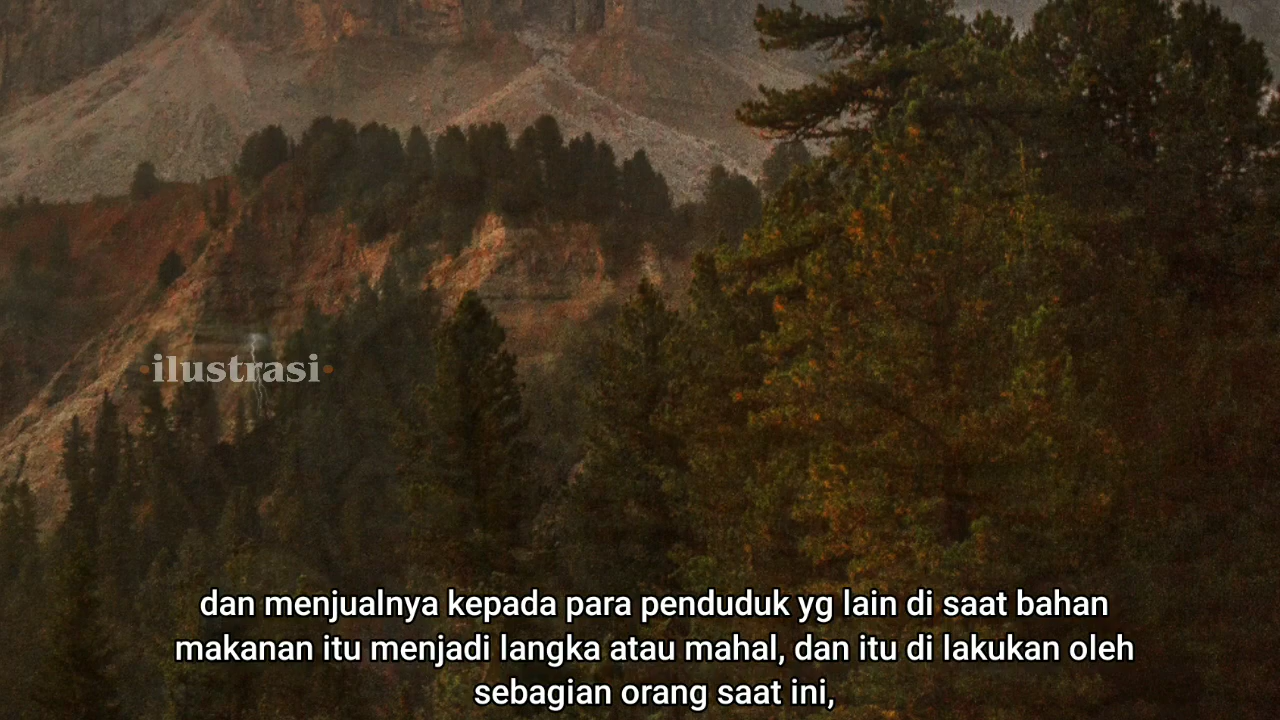 •ilustrasi•
dan menjualnya kepada para penduduk yg lain di saat bahan
makanan itu menjadi langka atau mahal, dan itu di lakukan oleh
sebagian orang saat ini,